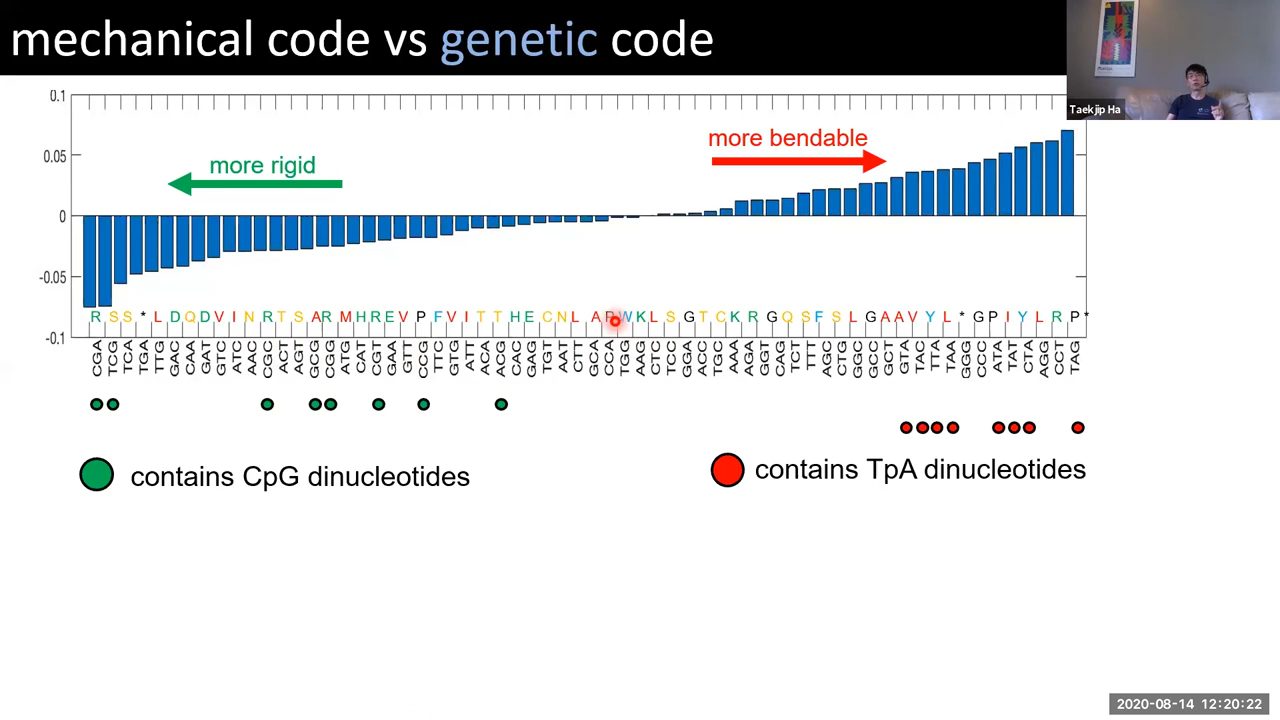 mechanical code vs genetic code
Taekjip Ha
0.1
0.05
0
-0.05
-0.1
more rigid
more bendable
R S S * L D Q D V I N R T S A R M H R E V P F V I T T H E C N L A P W K L S G T C K R G Q S F S L G A A V Y L * G P I Y L R P *
CGA TCG TCA TGA TTG GAC CAA GAT GTC ATC AAC CGC ACT AGT GCG CGG ATG CAT CGT GAA GTT CCG TTC GTG ATT ACA ACG CAC GAG TGT AAT CTT GCA CCA TGG AAG CTC TCC GGA ACC TGC AAA AGA GGT CAG TCT TTT AGC CTG GGC GCC GCT GTA TAC TTA TAA GGG CCC ATA TAT CTA AGG CCT TAG
contains CpG dinucleotides
contains TpA dinucleotides
2020-08-14 12:20:22